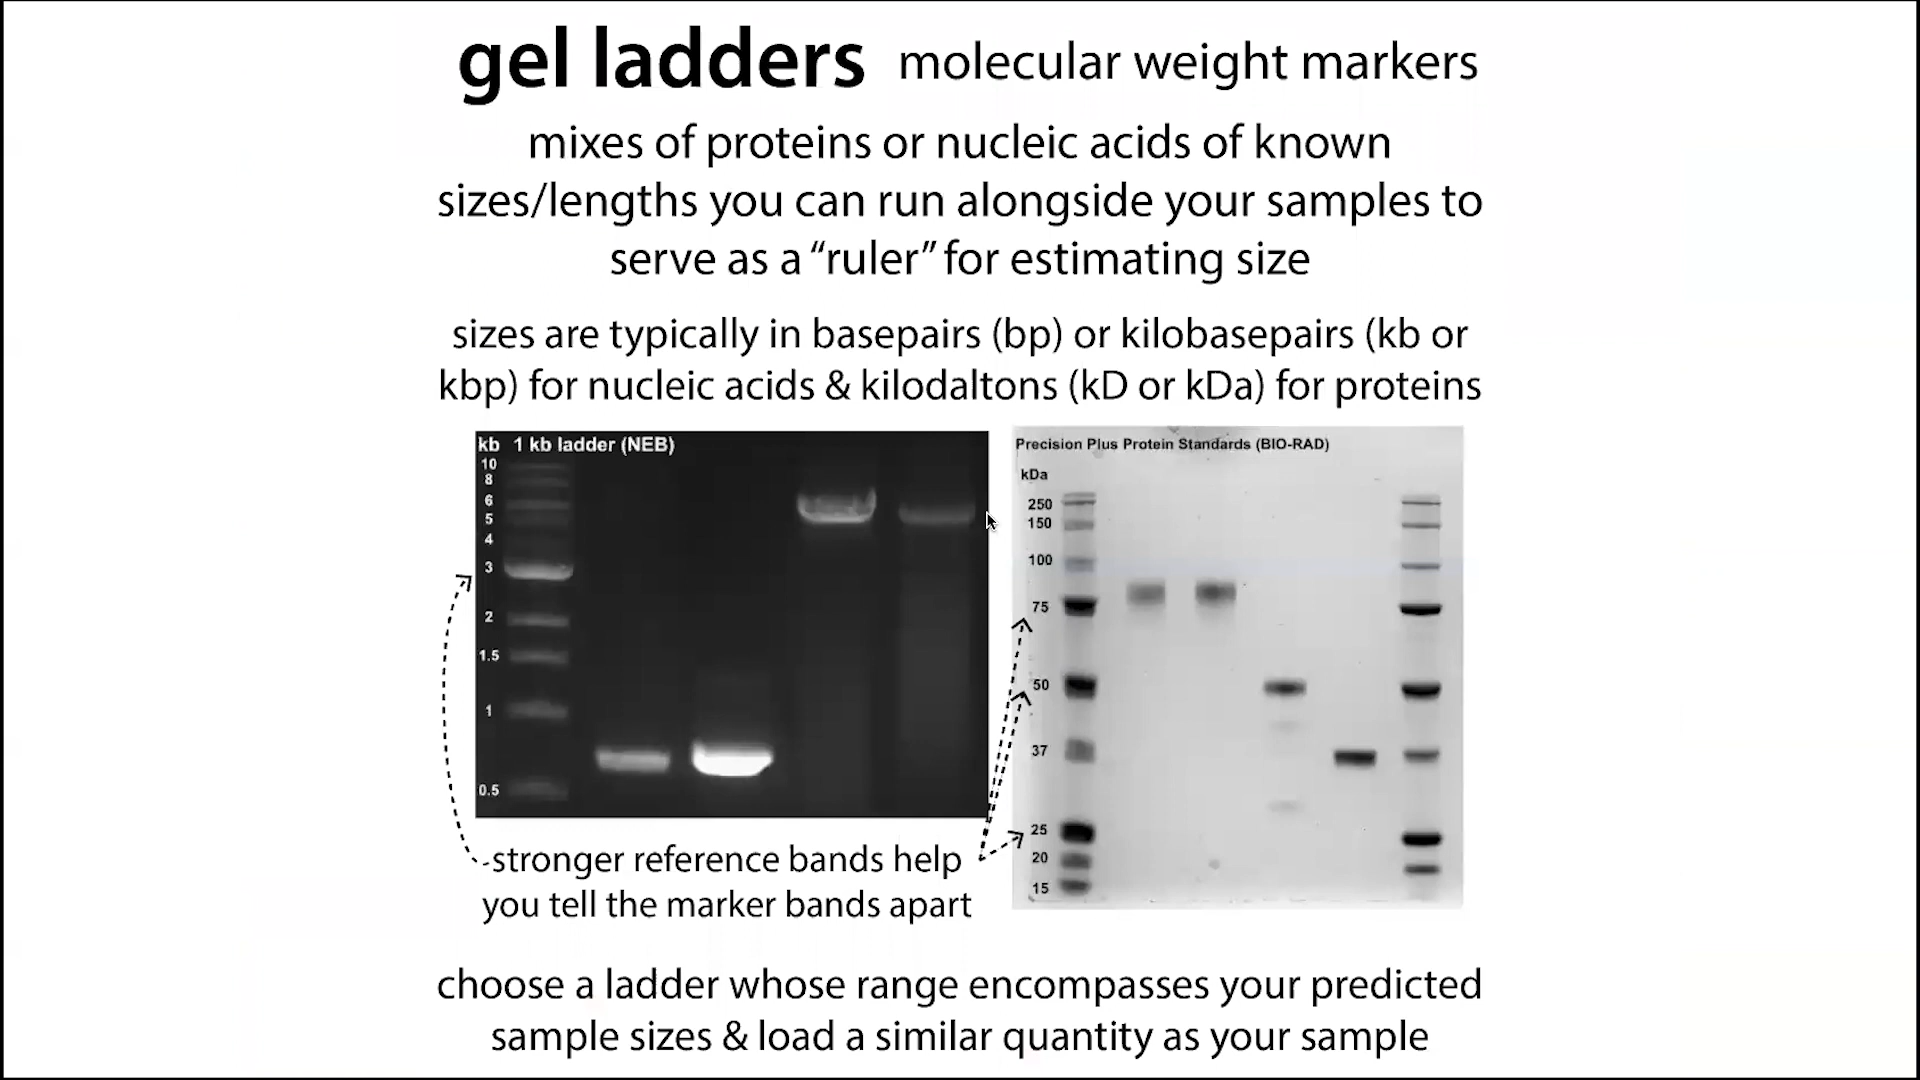 gel ladders molecular weight markers
mixes of proteins or nucleic acids of known
sizes/lengths you can run alongside your samples to
serve as a “ruler” for estimating size
sizes are typically in basepairs (bp) or kilobasepairs (kb or
kbp) for nucleic acids & kilodaltons (kD or kDa) for proteins
kb 1 kb ladder (NEB)
10
8
6
5
4
3
2
1.5
1
0.5
Precision Plus Protein Standards (BIO-RAD)
kDa
250
150
100
75
50
37
25
20
15
stronger reference bands help
you tell the marker bands apart
choose a ladder whose range encompasses your predicted
sample sizes & load a similar quantity as your sample